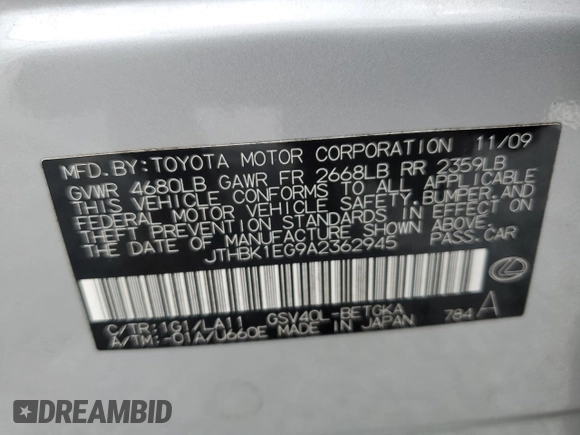 MFD. BY: TOYOTA MOTOR CORPORATION 11/09
GVWR 4680LB GAWR FR 2668LB RR 2359LB
THIS VEHICLE CONFORMS TO ALL APPLICABLE
FEDERAL MOTOR VEHICLE SAFETY, BUMPER, AND
THEFT PREVENTION STANDARDS IN EFFECT ON
THE DATE OF MANUFACTURE SHOWN ABOVE.
JTHBK1EG9A2362945 PASS. CAR
C/TR: 1G1/LA11 GSV40L-BETGKA
A/TM: -01A/U660E MADE IN JAPAN 784 A
DREAMBID